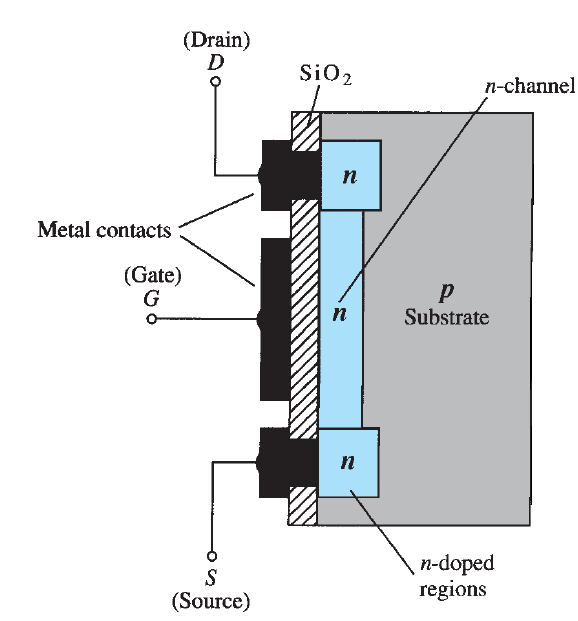 (Drain)
D
SiO2
n-channel
n
Metal contacts
(Gate)
G
n
p
Substrate
n
S
(Source)
n-doped
regions